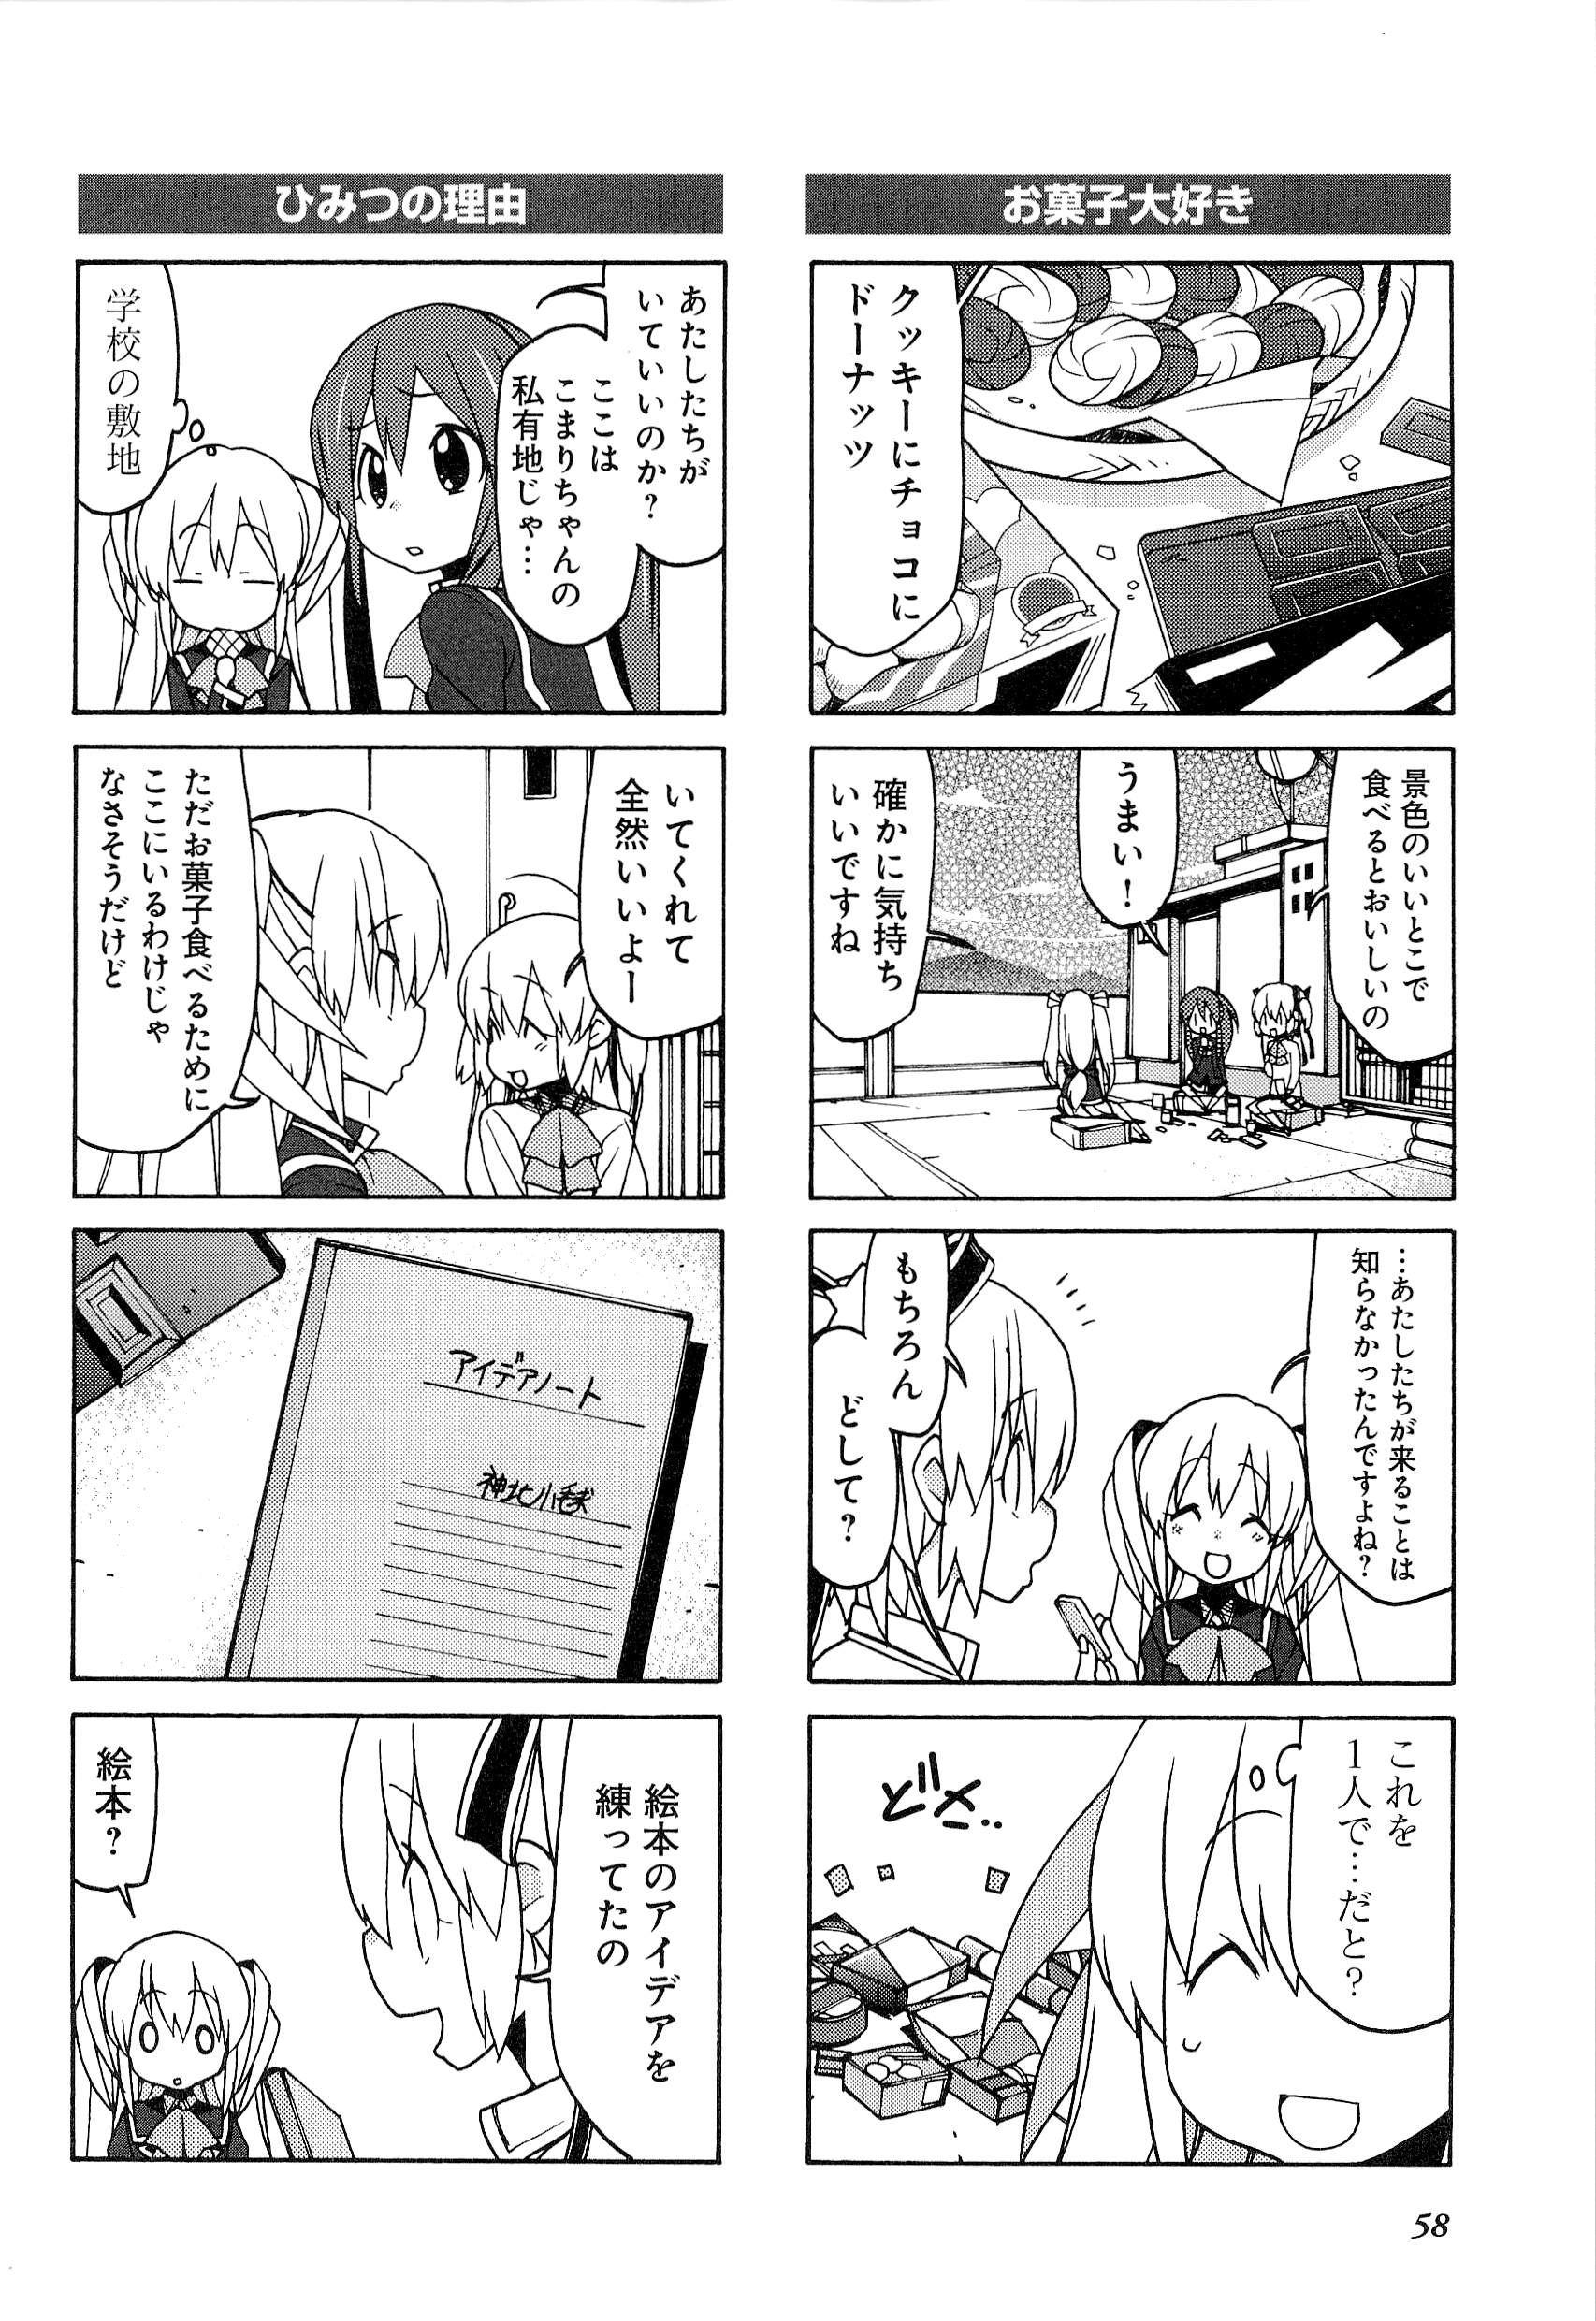 お菓子大好き
クッキーにチョコに
ドーナッツ
景色のいいとこで
食べるとおいしいの
うまい！
確かに気持ち
いいですね
…あたしたちが来ることは
知らなかったんですよね？
もちろん
どして？
これを
1人で…だと？
どさ‥
ひみつの理由
あたしたちが
いていいのか？
ここは
こまりちゃんの
私有地じゃ…
学校の敷地
いてくれて
全然いいよー
ただお菓子食べるために
ここにいるわけじゃ
なさそうだけど
アイデアノート
神北小毬
絵本のアイデアを
練ってたの
絵本？
58